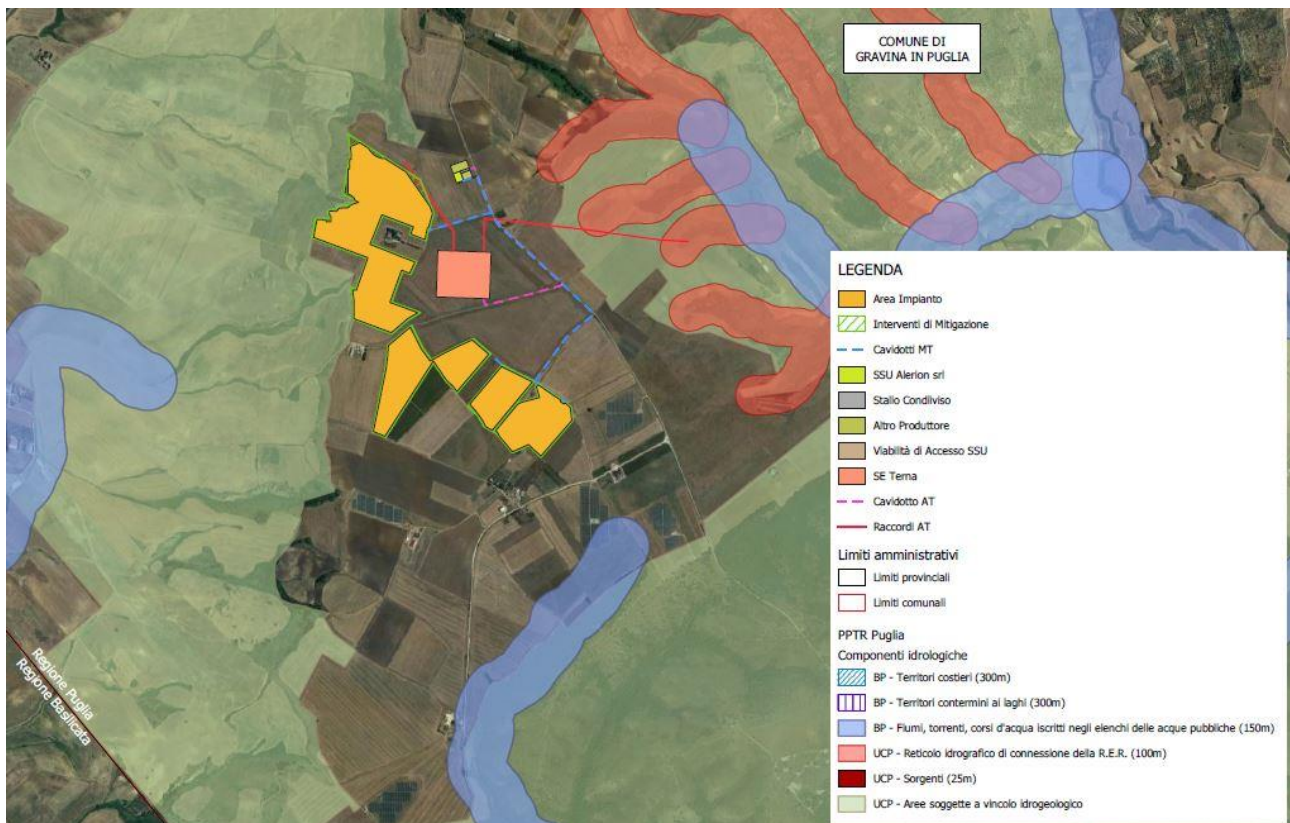 COMUNE DI
GRAVINA IN PUGLIA
LEGENDA
Area Impianto
Interventi di Mitigazione
Cavidotti MT
SSU Alerion srl
Stallo Condiiviso
Altro Produttore
Viabilità di Accesso SSU
SE Terna
Cavidotto AT
Raccordi AT
Limiti amministrativi
Limiti provinciali
Limiti comunali
PPTR Puglia
Componenti idrologiche
BP - Territori costieri (300m)
BP - Territori contermini ai laghi (300m)
BP - Fiumi, torrenti, corsi d'acqua iscritti negli elenchi delle acque pubbliche (150m)
UCP - Reticolo idrografico di connessione della R.E.R. (100m)
UCP - Sorgenti (25m)
UCP - Aree soggette a vincolo idrogeologico
Regione Puglia
Regione Basilicata